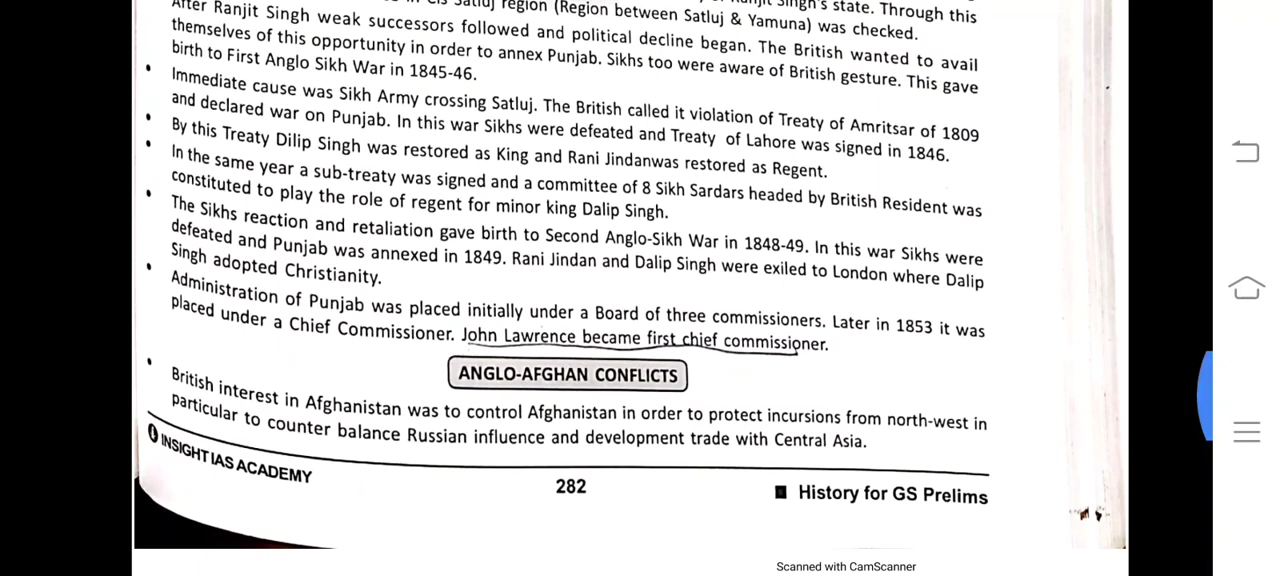 in Cis Satluj region (Region between Satluj & Yamuna) was checked.
Ranjit Singh's state. Through this
After Ranjit Singh weak successors followed and political decline began. The British wanted to avail
themselves of this opportunity in order to annex Punjab. Sikhs too were aware of British gesture. This gave
birth to First Anglo Sikh War in 1845-46.
• Immediate cause was Sikh Army crossing Satluj. The British called it violation of Treaty of Amritsar of 1809
and declared war on Punjab. In this war Sikhs were defeated and Treaty of Lahore was signed in 1846.
• By this Treaty Dilip Singh was restored as King and Rani Jindanwas restored as Regent.
• In the same year a sub-treaty was signed and a committee of 8 Sikh Sardars headed by British Resident was
constituted to play the role of regent for minor king Dalip Singh.
• The Sikhs reaction and retaliation gave birth to Second Anglo-Sikh War in 1848-49. In this war Sikhs were
defeated and Punjab was annexed in 1849. Rani Jindan and Dalip Singh were exiled to London where Dalip
Singh adopted Christianity.
• Administration of Punjab was placed initially under a Board of three commissioners. Later in 1853 it was
placed under a Chief Commissioner. John Lawrence became first chief commissioner.
ANGLO-AFGHAN CONFLICTS
• British interest in Afghanistan was to control Afghanistan in order to protect incursions from north-west in
particular to counter balance Russian influence and development trade with Central Asia.
INSIGHT IAS ACADEMY
282
■ History for GS Prelims
Scanned with CamScanner